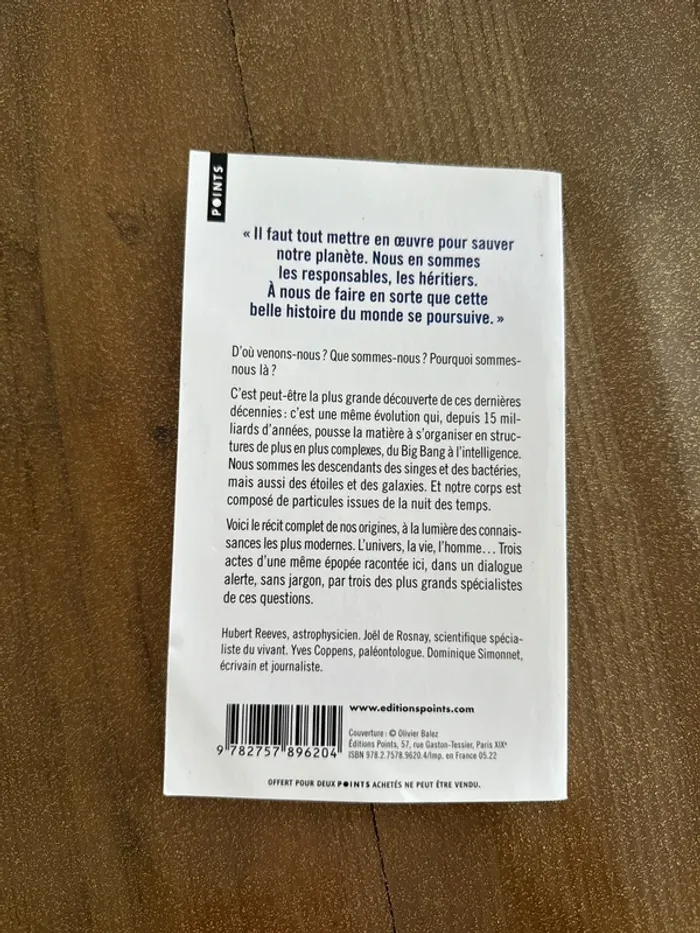 POINTS
« Il faut tout mettre en œuvre pour sauver
notre planète. Nous en sommes
les responsables, les héritiers.
À nous de faire en sorte que cette
belle histoire du monde se poursuive. »
D'où venons-nous ? Que sommes-nous ? Pourquoi sommes-
nous là ?
C'est peut-être la plus grande découverte de ces dernières
décennies : c'est une même évolution qui, depuis 15 mil-
liards d'années, pousse la matière à s'organiser en struc-
tures de plus en plus complexes, du Big Bang à l'intelligence.
Nous sommes les descendants des singes et des bactéries,
mais aussi des étoiles et des galaxies. Et notre corps est
composé de particules issues de la nuit des temps.
Voici le récit complet de nos origines, à la lumière des connais-
sances les plus modernes. L'univers, la vie, l'homme… Trois
actes d'une même épopée racontée ici, dans un dialogue
alerte, sans jargon, par trois des plus grands spécialistes
de ces questions.
Hubert Reeves, astrophysicien. Joël de Rosnay, scientifique spécia-
liste du vivant. Yves Coppens, paléontologue. Dominique Simonnet,
écrivain et journaliste.
www.editionspoints.com
Couverture : © Olivier Balez
Éditions Points, 57, rue Gaston-Tessier, Paris XIXe
ISBN 978.2.7578.9620.4/Imp. en France 05.22
9 782757 896204
OFFERT POUR DEUX POINTS ACHETÉS NE PEUT ÊTRE VENDU.